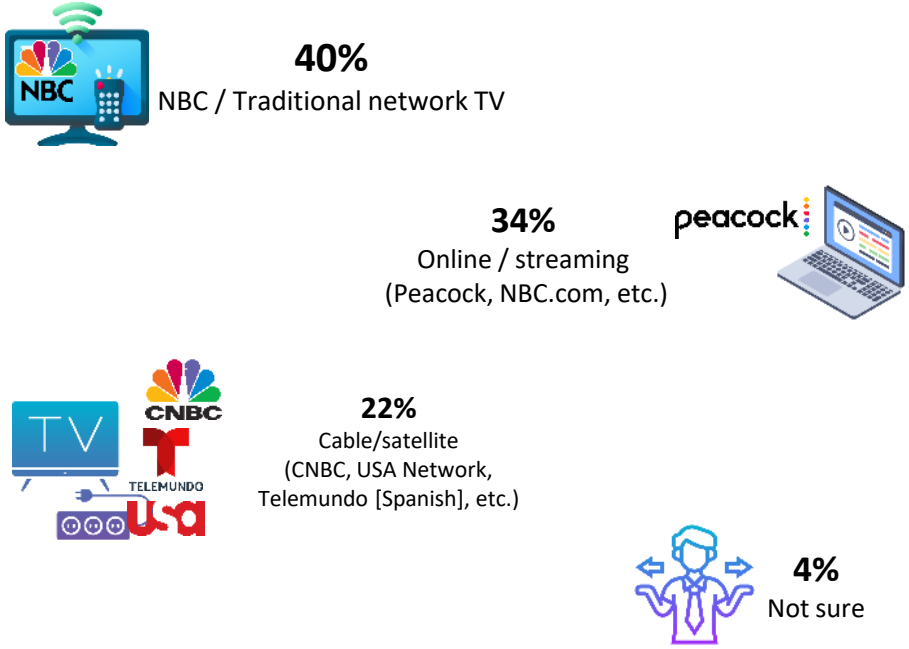 NBC
40%
NBC / Traditional network TV
34%
Online / streaming
(Peacock, NBC.com, etc.)
peacock
TV
CNBC
TELEMUNDO
usa
22%
Cable/satellite
(CNBC, USA Network,
Telemundo [Spanish], etc.)
4%
Not sure